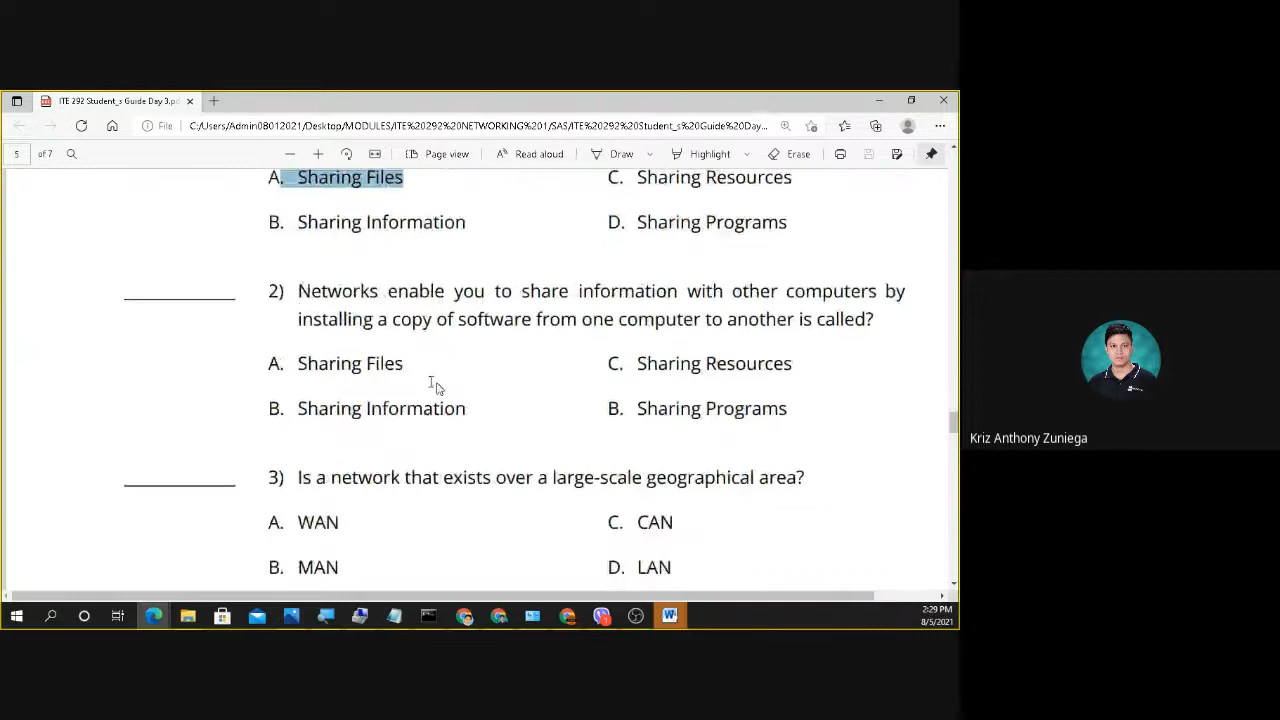 ITE 292 Student_s Guide Day 3.pd
File C:/Users/Admin08012021/Desktop/MODULES/ITE%20292%20NETWORKING%201/SAS/ITE%20292%20Student_s%20Guide%20Day...
5 of 7 Page view Read aloud Draw Highlight Erase
A. Sharing Files C. Sharing Resources
B. Sharing Information D. Sharing Programs
2) Networks enable you to share information with other computers by
installing a copy of software from one computer to another is called?
A. Sharing Files C. Sharing Resources
B. Sharing Information B. Sharing Programs
3) Is a network that exists over a large-scale geographical area?
A. WAN C. CAN
B. MAN D. LAN
Kriz Anthony Zuniega
2:29 PM
8/5/2021